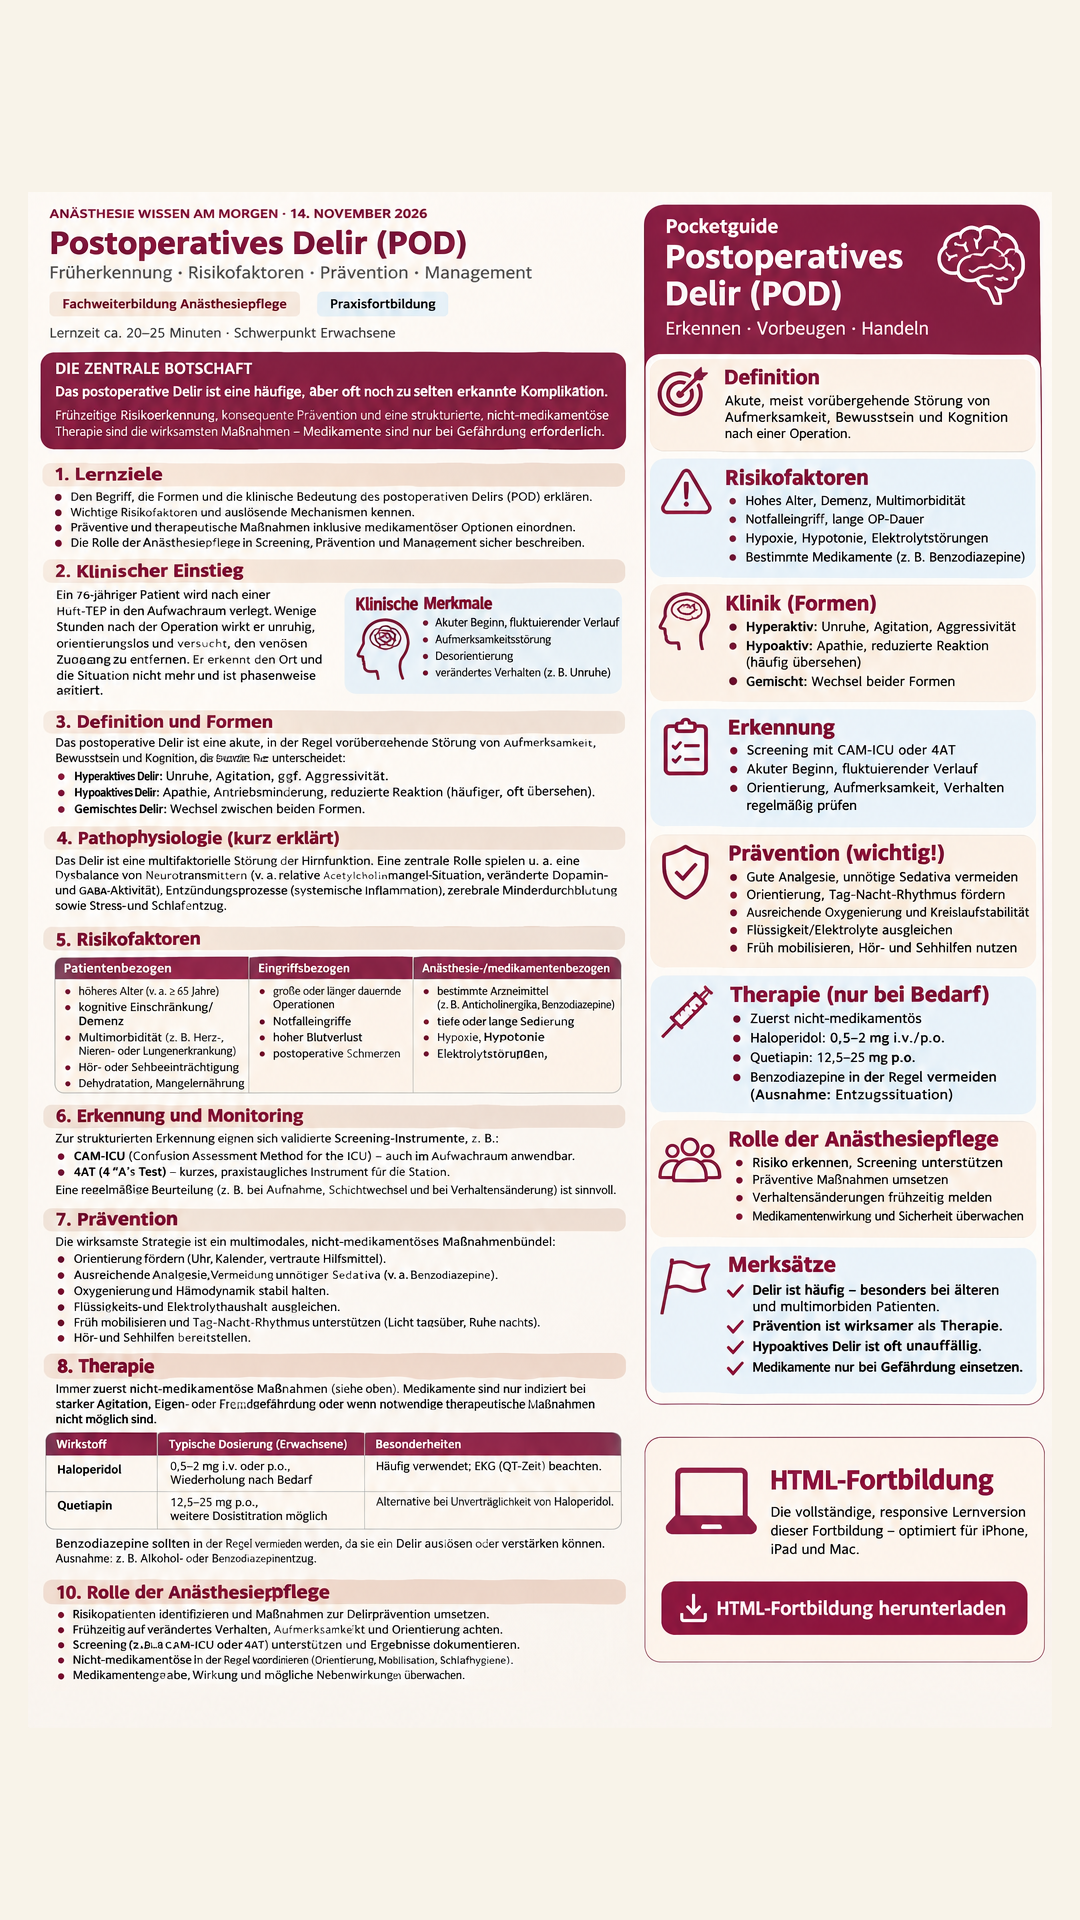 ANÄSTHESIE WISSEN AM MORGEN · 14. NOVEMBER 2026
Postoperatives Delir (POD)
Früherkennung · Risikofaktoren · Prävention · Management
Fachweiterbildung Anästhesiepflege
Praxisfortbildung
Lernzeit ca. 20–25 Minuten · Schwerpunkt Erwachsene
DIE ZENTRALE BOTSCHAFT
Das postoperative Delir ist eine häufige, aber oft noch zu selten erkannte Komplikation.
Frühzeitige Risikoerkennung, konsequente Prävention und eine strukturierte, nicht-medikamentöse
Therapie sind die wirksamsten Maßnahmen – Medikamente sind nur bei Gefährdung erforderlich.
1. Lernziele
• Den Begriff, die Formen und die klinische Bedeutung des postoperativen Delirs (POD) erklären.
• Wichtige Risikofaktoren und auslösende Mechanismen kennen.
• Präventive und therapeutische Maßnahmen inklusive medikamentöser Optionen einordnen.
• Die Rolle der Anästhesiepflege in Screening, Prävention und Management sicher beschreiben.
2. Klinischer Einstieg
Ein 76-jähriger Patient wird nach einer
Huft-TEP in den Aufwachraum verlegt. Wenige
Stunden nach der Operation wirkt er unruhig,
orientierungslos und versucht, den venösen
Zugang zu entfernen. Er erkennt den Ort und
die Situation nicht mehr und ist phasenweise
agitiert.
Klinische Merkmale
• Akuter Beginn, fluktuierender Verlauf
• Aufmerksamkeitsstörung
• Desorientierung
• verändertes Verhalten (z. B. Unruhe)
3. Definition und Formen
Das postoperative Delir ist eine akute, in der Regel vorübergehende Störung von Aufmerksamkeit,
Bewusstsein und Kognition, unterscheidet:
• Hyperaktives Delir: Unruhe, Agitation, ggf. Aggressivität.
• Hypoaktives Delir: Apathie, Antriebsminderung, reduzierte Reaktion (häufiger, oft übersehen).
• Gemischtes Delir: Wechsel zwischen beiden Formen.
4. Pathophysiologie (kurz erklärt)
Das Delir ist eine multifaktorielle Störung der Hirnfunktion. Eine zentrale Rolle spielen u. a. eine
Dysbalance von Neurotransmittern (v. a. relative Acetylcholinmangel-Situation, veränderte Dopamin-
und GABA-Aktivität), Entzündungsprozesse (systemische Inflammation), zerebrale Minderdurchblutung
sowie Stress-und Schlafentzug.
5. Risikofaktoren
Patientenbezogen
• höheres Alter (v. a. ≥ 65 Jahre)
• kognitive Einschränkung/
Demenz
• Multimorbidität (z. B. Herz-,
Nieren- oder Lungenerkrankung)
• Hör- oder Sehbeeinträchtigung
• Dehydratation, Mangelernährung
Eingriffsbezogen
• große oder länger dauernde
Operationen
• Notfalleingriffe
• hoher Blutverlust
• postoperative Schmerzen
Anästhesie-/medikamentenbezogen
• bestimmte Arzneimittel
(z. B. Anticholinergika, Benzodiazepine)
• tiefe oder lange Sedierung
• Hypoxie, Hypotonie
• Elektrolytstörungen,
6. Erkennung und Monitoring
Zur strukturierten Erkennung eignen sich validierte Screening-Instrumente, z. B.:
• CAM-ICU (Confusion Assessment Method for the ICU) – auch im Aufwachraum anwendbar.
• 4AT (4 “A’s Test) – kurzes, praxistaugliches Instrument für die Station.
Eine regelmäßige Beurteilung (z. B. bei Aufnahme, Schichtwechsel und bei Verhaltensänderung) ist sinnvoll.
7. Prävention
Die wirksamste Strategie ist ein multimodales, nicht-medikamentöses Maßnahmenbündel:
• Orientierung fördern (Uhr, Kalender, vertraute Hilfsmittel).
• Ausreichende Analgesie, Vermeidung unnötiger Sedativa (v. a. Benzodiazepine).
• Oxygenierung und Hämodynamik stabil halten.
• Flüssigkeits-und Elektrolythaushalt ausgleichen.
• Früh mobilisieren und Tag-Nacht-Rhythmus unterstützen (Licht tagsüber, Ruhe nachts).
• Hör-und Sehhilfen bereitstellen.
8. Therapie
Immer zuerst nicht-medikamentöse Maßnahmen (siehe oben). Medikamente sind nur indiziert bei
starker Agitation, Eigen- oder Fremdgefährdung oder wenn notwendige therapeutische Maßnahmen
nicht möglich sind.
Wirkstoff Typische Dosierung (Erwachsene) Besonderheiten
Haloperidol 0,5–2 mg i.v. oder p.o., Häufig verwendet; EKG (QT-Zeit) beachten.
Wiederholung nach Bedarf
Quetiapin 12,5–25 mg p.o., Alternative bei Unverträglichkeit von Haloperidol.
weitere Dosistitration möglich
Benzodiazepine sollten in der Regel vermieden werden, da sie ein Delir auslösen oder verstärken können.
Ausnahme: z. B. Alkohol- oder Benzodiazepinentzug.
10. Rolle der Anästhesiepflege
• Risikopatienten identifizieren und Maßnahmen zur Delirprävention umsetzen.
• Frühzeitig auf verändertes Verhalten, Aufmerksamkeit und Orientierung achten.
• Screening CAM-ICU oder 4AT) unterstützen und Ergebnisse dokumentieren.
• Nicht-medikamentöse in der Regel koordinieren (Orientierung, Mobilisation, Schlafhygiene).
• Medikamentengabe, Wirkung und mögliche Nebenwirkungen überwachen.
Pocketguide
Postoperatives
Delir (POD)
Erkennen · Vorbeugen · Handeln
Definition
Akute, meist vorübergehende Störung von
Aufmerksamkeit, Bewusstsein und Kognition
nach einer Operation.
Risikofaktoren
• Hohes Alter, Demenz, Multimorbidität
• Notfalleingriff, lange OP-Dauer
• Hypoxie, Hypotonie, Elektrolytstörungen
• Bestimmte Medikamente (z. B. Benzodiazepine)
Klinik (Formen)
• Hyperaktiv: Unruhe, Agitation, Aggressivität
• Hypoaktiv: Apathie, reduzierte Reaktion
(häufig übersehen)
• Gemischt: Wechsel beider Formen
Erkennung
• Screening mit CAM-ICU oder 4AT
• Akuter Beginn, fluktuierender Verlauf
• Orientierung, Aufmerksamkeit, Verhalten
regelmäßig prüfen
Prävention (wichtig!)
• Gute Analgesie, unnötige Sedativa vermeiden
• Orientierung, Tag-Nacht-Rhythmus fördern
• Ausreichende Oxygenierung und Kreislaufstabilität
• Flüssigkeit/Elektrolyte ausgleichen
• Früh mobilisieren, Hör- und Sehhilfen nutzen
Therapie (nur bei Bedarf)
• Zuerst nicht-medikamentös
• Haloperidol: 0,5–2 mg i.v./p.o.
• Quetiapin: 12,5–25 mg p.o.
• Benzodiazepine in der Regel vermeiden
(Ausnahme: Entzugssituation)
Rolle der Anästhesiepflege
• Risiko erkennen, Screening unterstützen
• Präventive Maßnahmen umsetzen
• Verhaltensänderungen frühzeitig melden
• Medikamentenwirkung und Sicherheit überwachen
Merksätze
✓ Delir ist häufig – besonders bei älteren
und multimorbiden Patienten.
✓ Prävention ist wirksamer als Therapie.
✓ Hypoaktives Delir ist oft unauffällig.
✓ Medikamente nur bei Gefährdung einsetzen.
HTML-Fortbildung
Die vollständige, responsive Lernversion
dieser Fortbildung – optimiert für iPhone,
iPad und Mac.
HTML-Fortbildung herunterladen